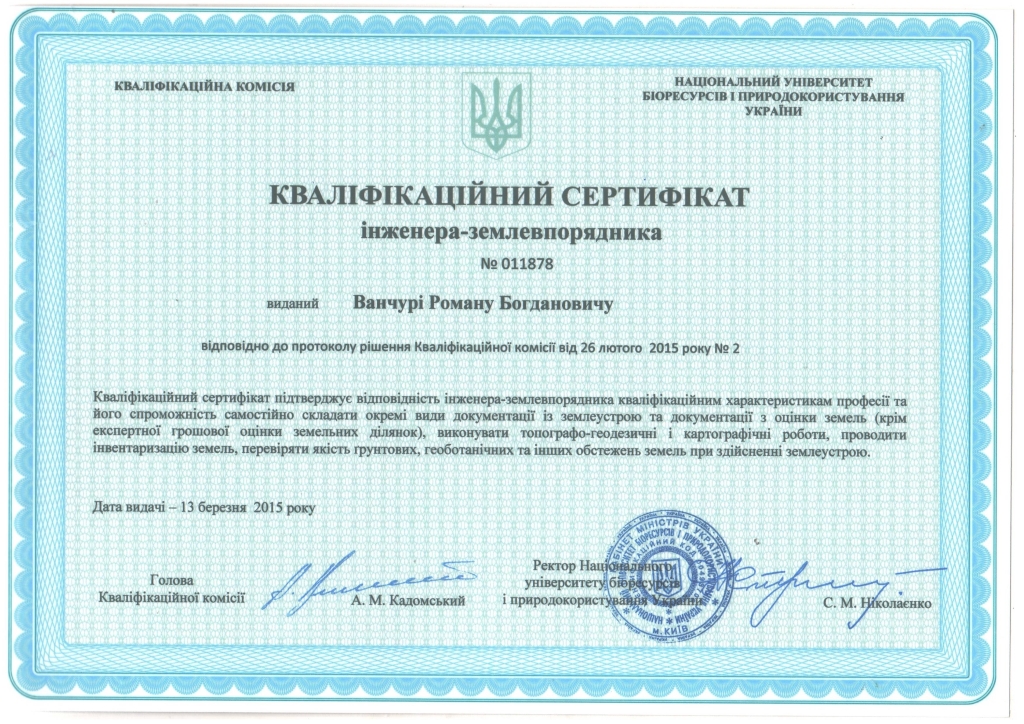 КВАЛІФІКАЦІЙНА КОМІСІЯ
НАЦІОНАЛЬНИЙ УНІВЕРСИТЕТ
БІОРЕСУРСІВ І ПРИРОДОКОРИСТУВАННЯ
УКРАЇНИ
КВАЛІФІКАЦІЙНИЙ СЕРТИФІКАТ
інженера-землевпорядника
№ 011878
виданий Ванчурі Роману Богдановичу
відповідно до протоколу рішення Кваліфікаційної комісії від 26 лютого 2015 року № 2
Кваліфікаційний сертифікат підтверджує відповідність інженера-землевпорядника кваліфікаційним характеристикам професії та
його спроможність самостійно складати окремі види документації із землеустрою та документації з оцінки земель (крім
експертної грошової оцінки земельних ділянок), виконувати топографо-геодезичні і картографічні роботи, проводити
інвентаризацію земель, перевіряти якість ґрунтових, геоботанічних та інших обстежень земель при здійсненні землеустрою.
Дата видачі – 13 березня 2015 року
Голова
Кваліфікаційної комісії
А. М. Кадомський
Ректор Національного
університету біоресурсів
і природокористування України
С. М. Ніколаєнко
КАБІНЕТ МІНІСТРІВ УКРАЇНИ
м. КИЇВ